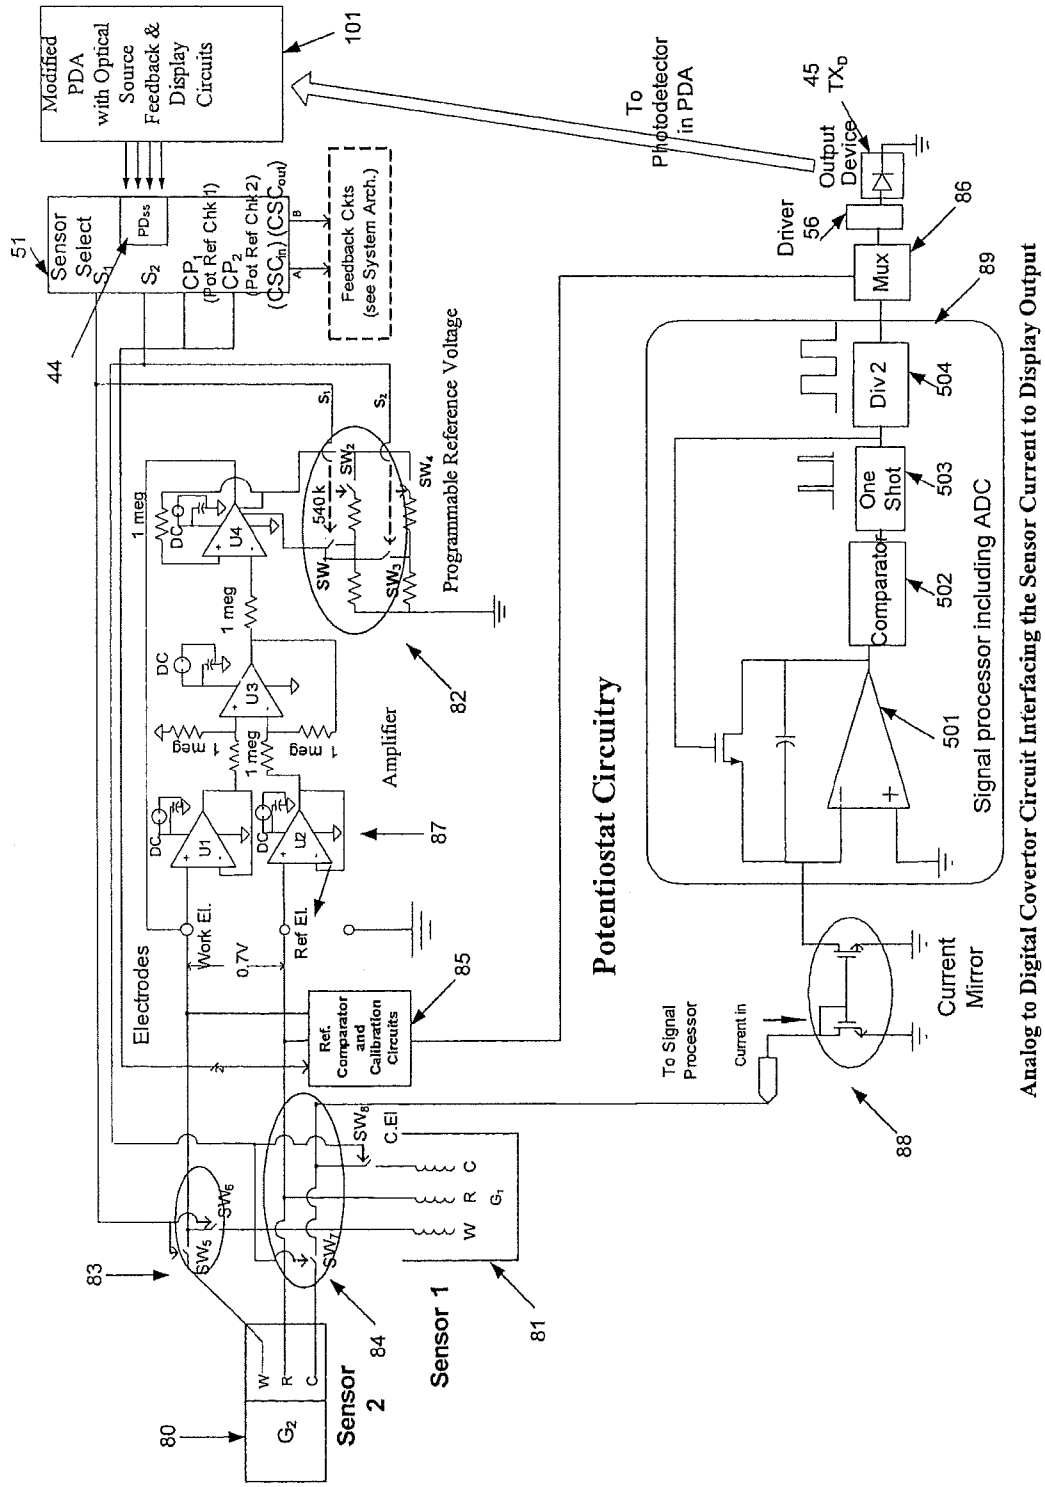 Modified
PDA
with Optical
Source
Feedback &
Display
Circuits
101
51
Sensor
Select
PDss
S1
S2
CP1
(Pot Ref Chk 1)
CP2
(Pot Ref Chk 2)
(CSCin) (CSCout)
A
B
44
Feedback Ckts
(see System Arch.)
To
Photodetector
in PDA
45
TXD
Output
Device
Driver
56
86
Mux
89
Programmable Reference Voltage
S1
S2
SW2
SW4
540k
SW1
SW3
82
1 meg
DC
U4
+
-
1 meg
DC
U3
+
-
1 meg
1 meg
1 meg
1 meg
Amplifier
87
DC
U1
+
-
DC
U2
+
-
Electrodes
Work El.
0,7V
Ref El.
Ref.
Comparator
and
Calibration
Circuits
85
2
Potentiostat Circuitry
Div 2
504
One
Shot
503
Comparator
502
501
-
+
Signal processor including ADC
To Signal
Processor
Current in
Current
Mirror
88
83
SW5
SW6
84
SW7
SW8
C.El
W
R
C
G1
Sensor 1
81
80
G2
W
R
C
Sensor
2
Analog to Digital Covertor Circuit Interfacing the Sensor Current to Display Output